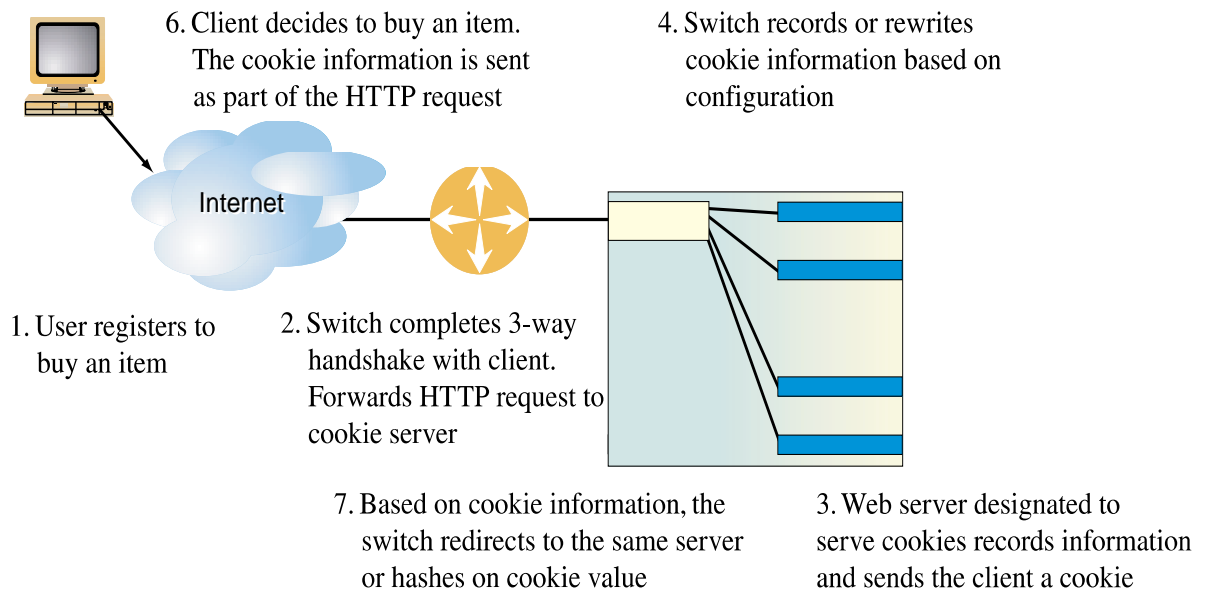 6. Client decides to buy an item.
The cookie information is sent
as part of the HTTP request
4. Switch records or rewrites
cookie information based on
configuration
Internet
1. User registers to
buy an item
2. Switch completes 3-way
handshake with client.
Forwards HTTP request to
cookie server
7. Based on cookie information, the
switch redirects to the same server
or hashes on cookie value
3. Web server designated to
serve cookies records information
and sends the client a cookie